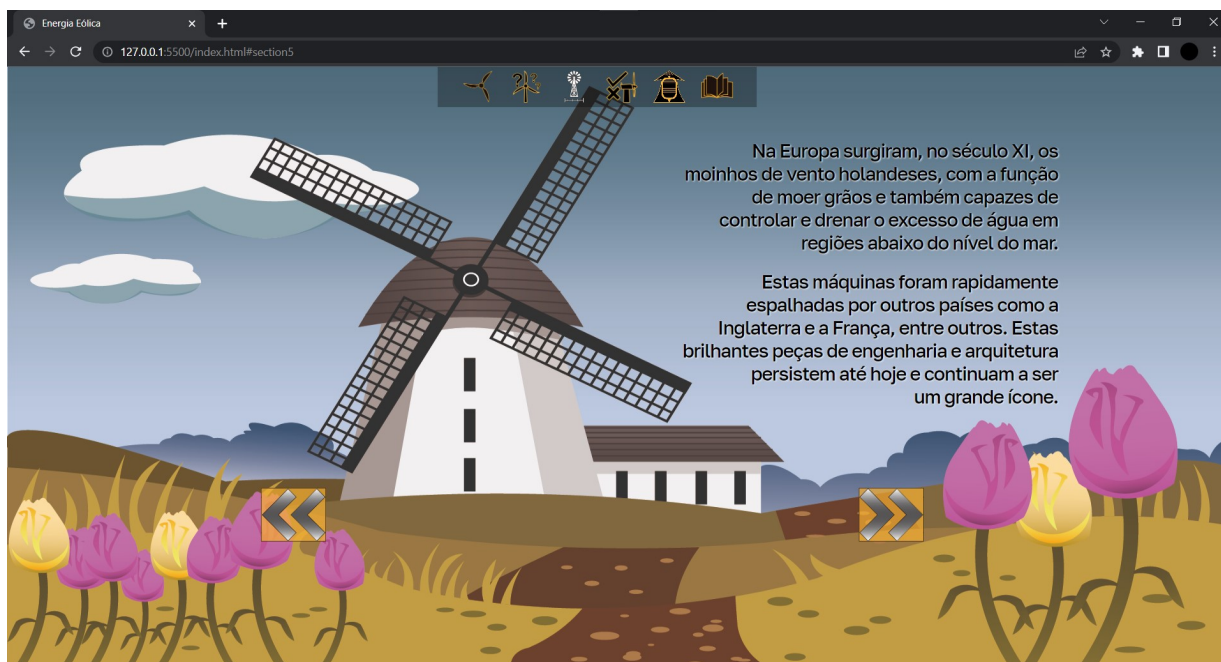 Energia Eólica
127.0.0.1:5500/index.html#section5
Na Europa surgiram, no século XI, os
moinhos de vento holandeses, com a função
de moer grãos e também capazes de
controlar e drenar o excesso de água em
regiões abaixo do nível do mar.
Estas máquinas foram rapidamente
espalhadas por outros países como a
Inglaterra e a França, entre outros. Estas
brilhantes peças de engenharia e arquitetura
persistem até hoje e continuam a ser
um grande ícone.